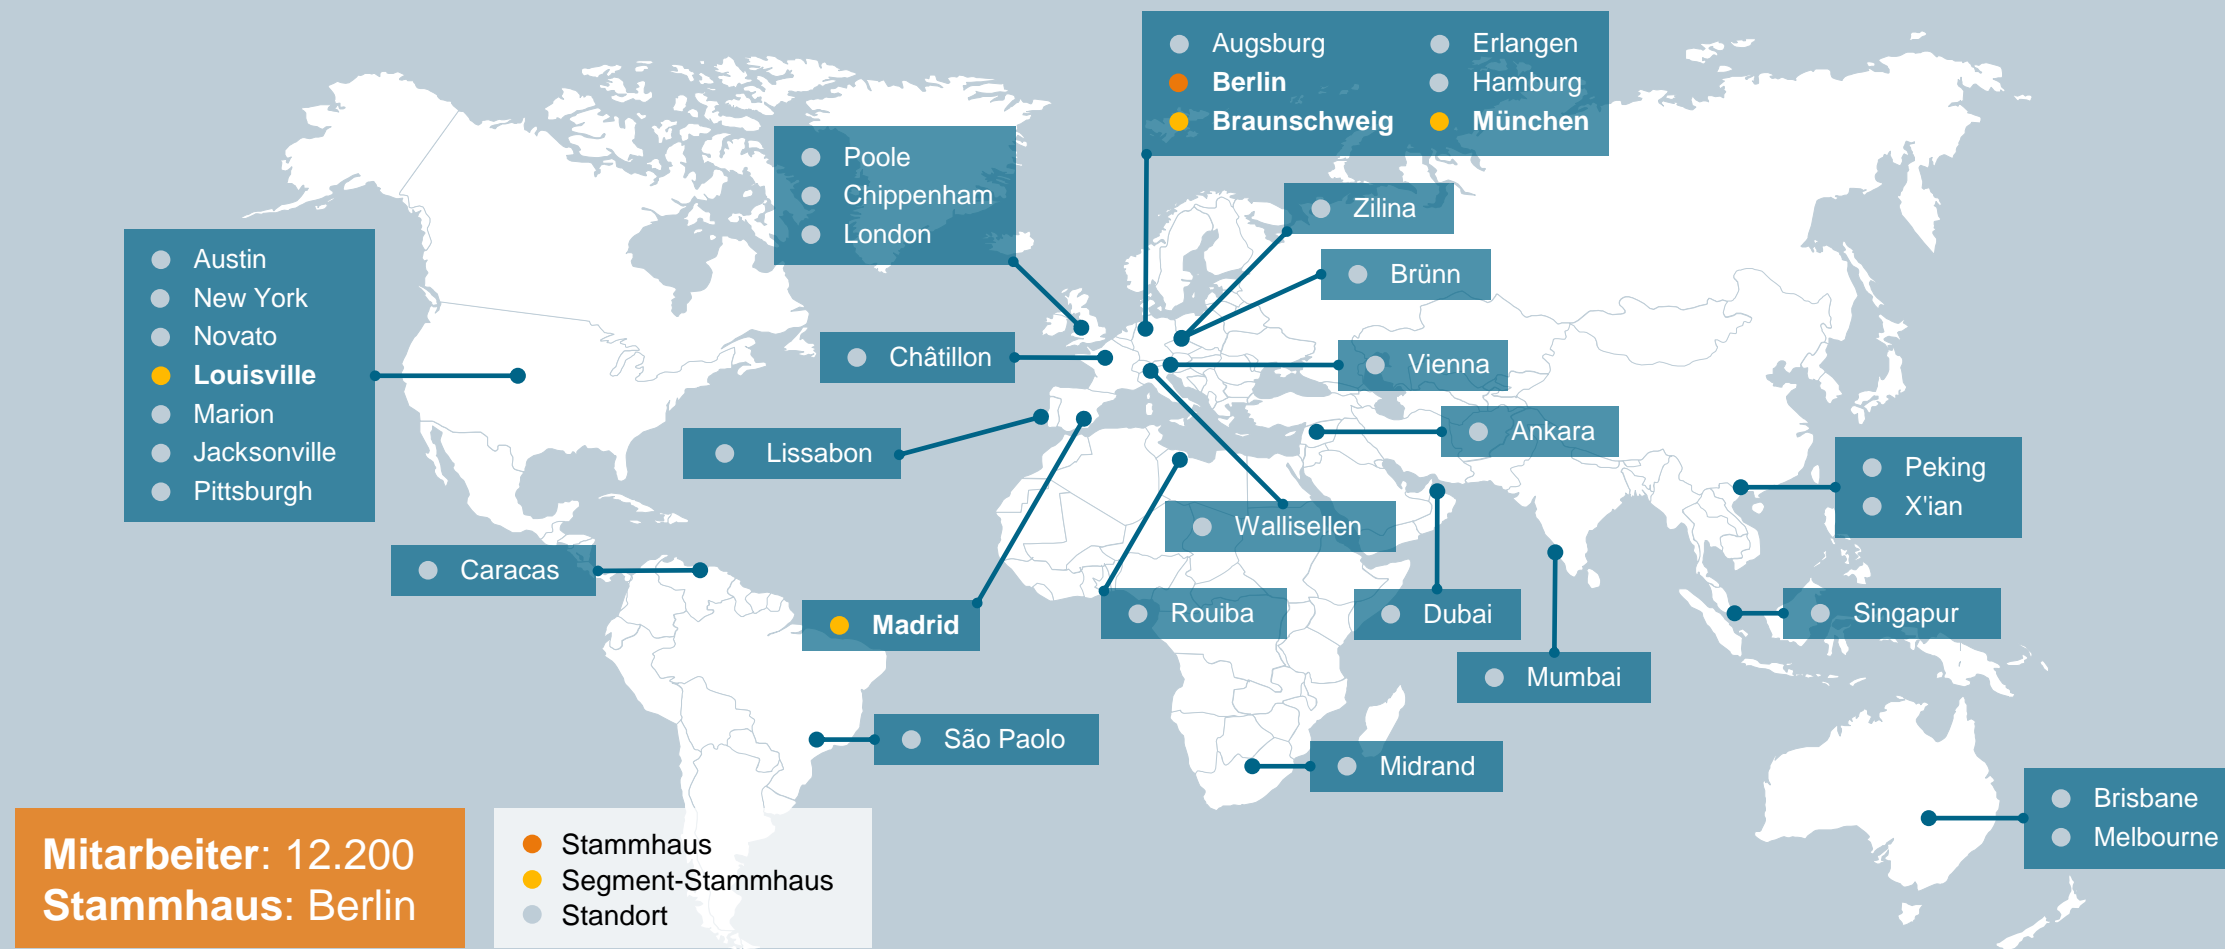 Augsburg
Berlin
Braunschweig
Erlangen
Hamburg
München
Poole
Chippenham
London
Zilina
Brünn
Austin
New York
Novato
Louisville
Marion
Jacksonville
Pittsburgh
Châtillon
Vienna
Lissabon
Ankara
Peking
X'ian
Wallisellen
Caracas
Madrid
Rouiba
Dubai
Singapur
Mumbai
São Paolo
Midrand
Brisbane
Melbourne
Mitarbeiter: 12.200
Stammhaus: Berlin
Stammhaus
Segment-Stammhaus
Standort